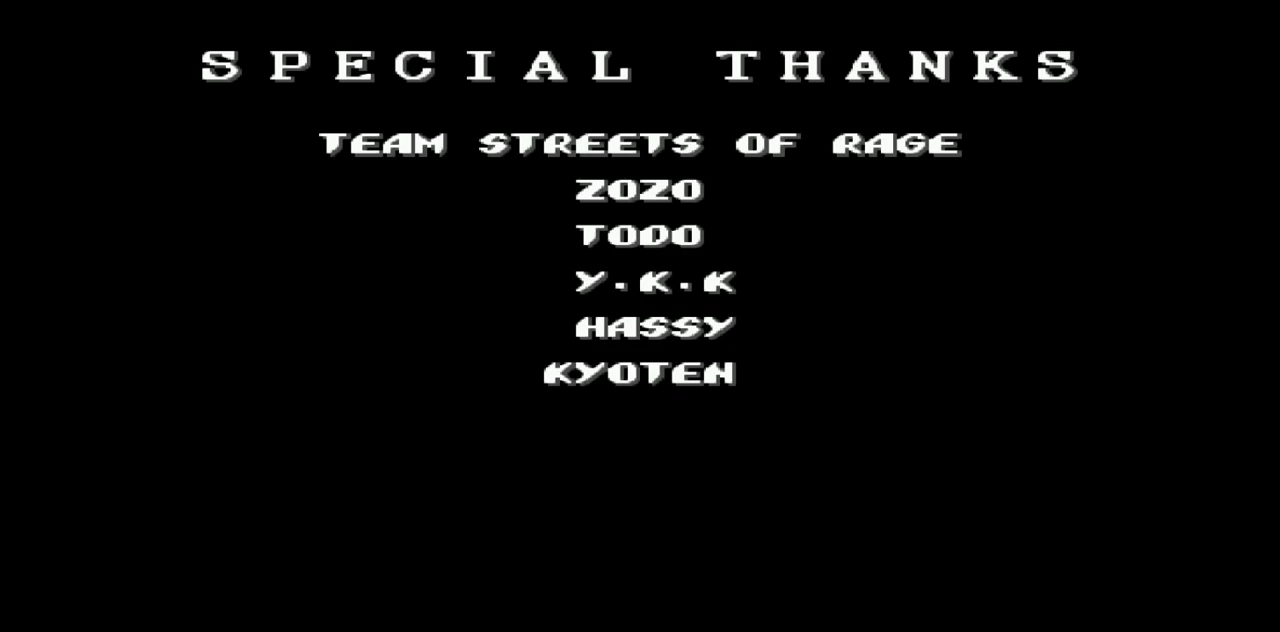 SPECIAL THANKS
TEAM STREETS OF RAGE
ZOZO
TODO
Y.K.K
HASSY
KYOTEN